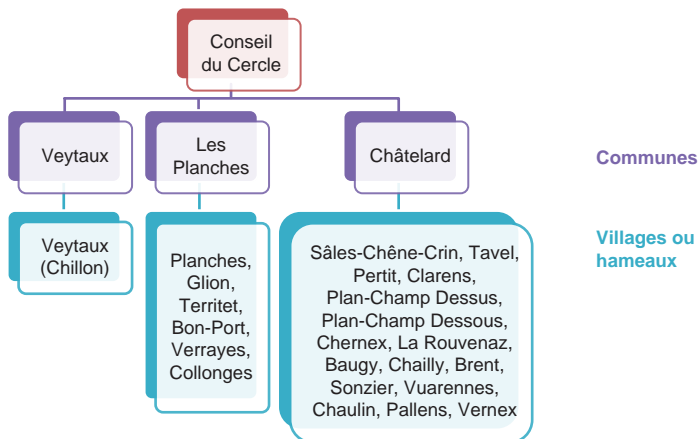 Conseil
du Cercle
Veytaux
Les
Planches
Châtelard
Communes
Veytaux
(Chillon)
Planches,
Glion,
Territet,
Bon-Port,
Verrayes,
Collonges
Sâles-Chêne-Crin, Tavel,
Pertit, Clarens,
Plan-Champ Dessus,
Plan-Champ Dessous,
Chernex, La Rouvenaz,
Baugy, Chailly, Brent,
Sonzier, Vuarennes,
Chaulin, Pallens, Vernex
Villages ou
hameaux